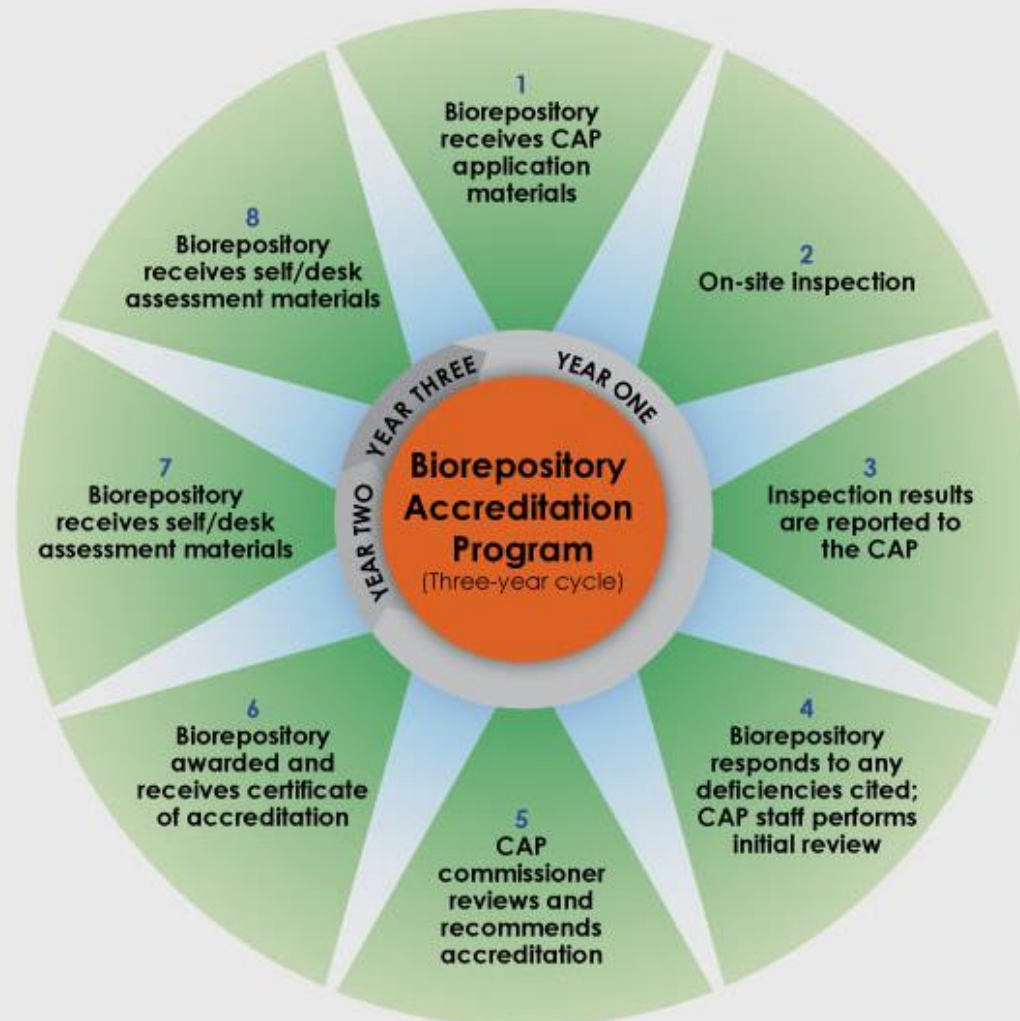 1
Biorepository
receives CAP
application
materials
2
On-site inspection
3
Inspection results
are reported to
the CAP
4
Biorepository
responds to any
deficiencies cited;
CAP staff performs
initial review
5
CAP
commissioner
reviews and
recommends
accreditation
6
Biorepository
awarded and
receives certificate
of accreditation
7
Biorepository
receives self/desk
assessment materials
8
Biorepository
receives self/desk
assessment materials
YEAR ONE
YEAR TWO
YEAR THREE
Biorepository
Accreditation
Program
(Three-year cycle)